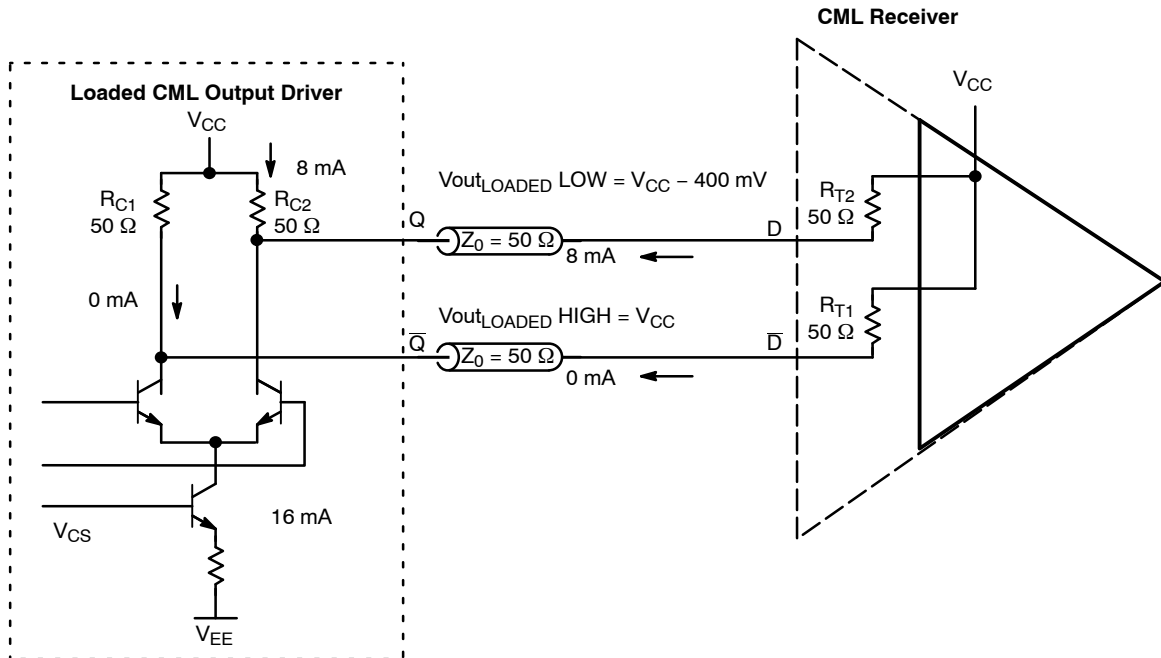 CML Receiver
Loaded CML Output Driver
V_CC
V_CC
8 mA
R_C1
50 Ω
R_C2
50 Ω
Vout_LOADED LOW = V_CC – 400 mV
R_T2
50 Ω
Q
Z_0 = 50 Ω
D
8 mA
0 mA
Vout_LOADED HIGH = V_CC
R_T1
50 Ω
Q̅
Z_0 = 50 Ω
D̅
0 mA
16 mA
V_CS
V_EE